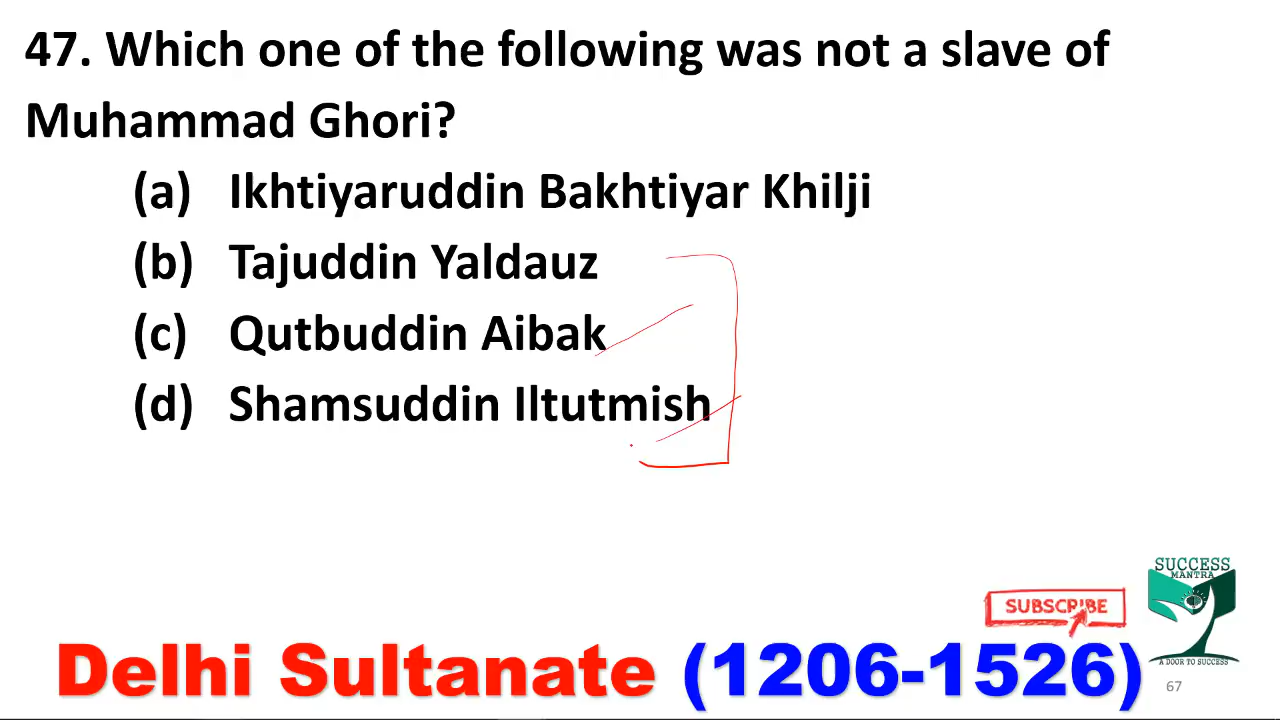 47. Which one of the following was not a slave of
Muhammad Ghori?
(a) Ikhtiyaruddin Bakhtiyar Khilji
(b) Tajuddin Yaldauz
(c) Qutbuddin Aibak
(d) Shamsuddin Iltutmish
SUCCESS
MANTRA
SUBSCRIBE
A DOOR TO SUCCESS
Delhi Sultanate (1206-1526)
67